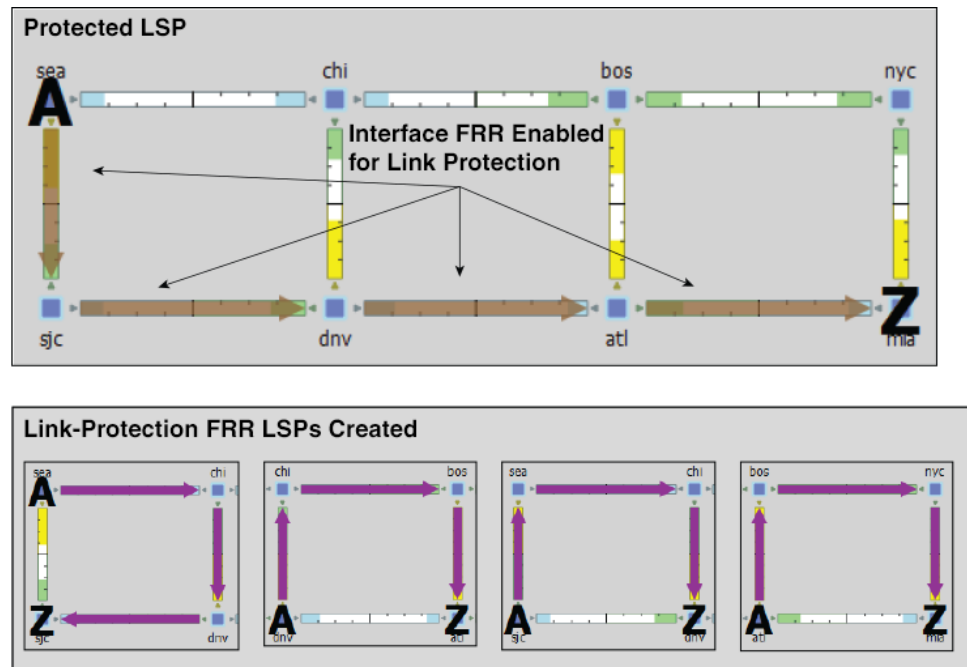 Protected LSP
sea chi bos nyc
A
Interface FRR Enabled
for Link Protection
sjc dnv atl mia
Z
Link-Protection FRR LSPs Created
sea chi chi bos sea chi bos nyc
A
Z A Z A Z A Z
sjc dnv dnv atl sjc dnv atl mia